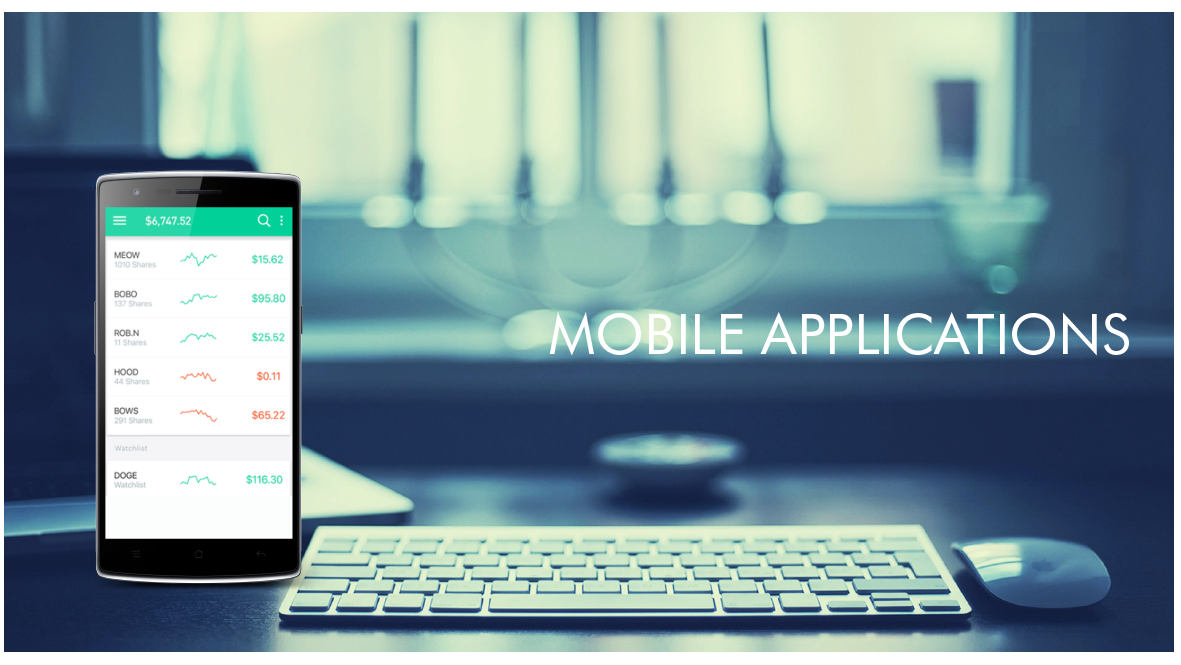 $6,747.52
MEOW
1010 Shares
$15.62
BOBO
137 Shares
$95.80
ROB.N
11 Shares
$25.52
HOOD
44 Shares
$0.11
BOWS
291 Shares
$65.22
Watchlist
DOGE
Watchlist
$116.30
MOBILE APPLICATIONS